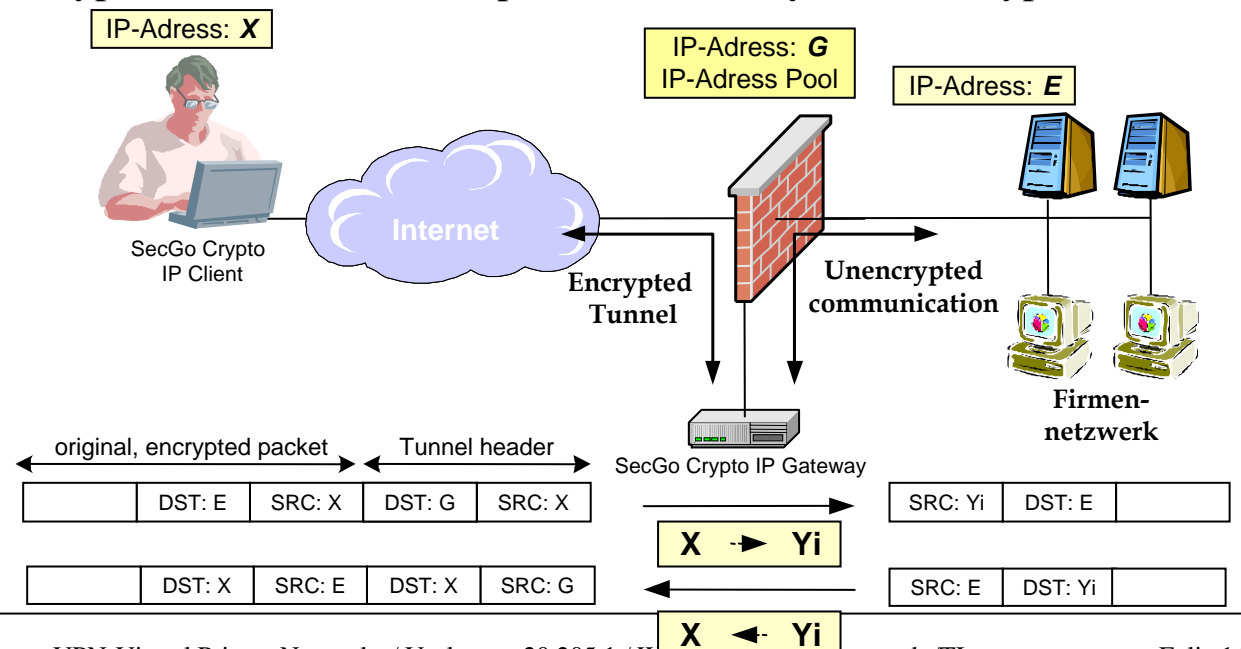 IP-Adress: X
IP-Adress: G
IP-Adress Pool
IP-Adress: E
Internet
SecGo Crypto
IP Client
Encrypted
Tunnel
Unencrypted
communication
Firmen-
netzwerk
SecGo Crypto IP Gateway
original, encrypted packet
Tunnel header
DST: E
SRC: X
DST: G
SRC: X
SRC: Yi
DST: E
X Yi
DST: X
SRC: E
DST: X
SRC: G
SRC: E
DST: Yi
X Yi